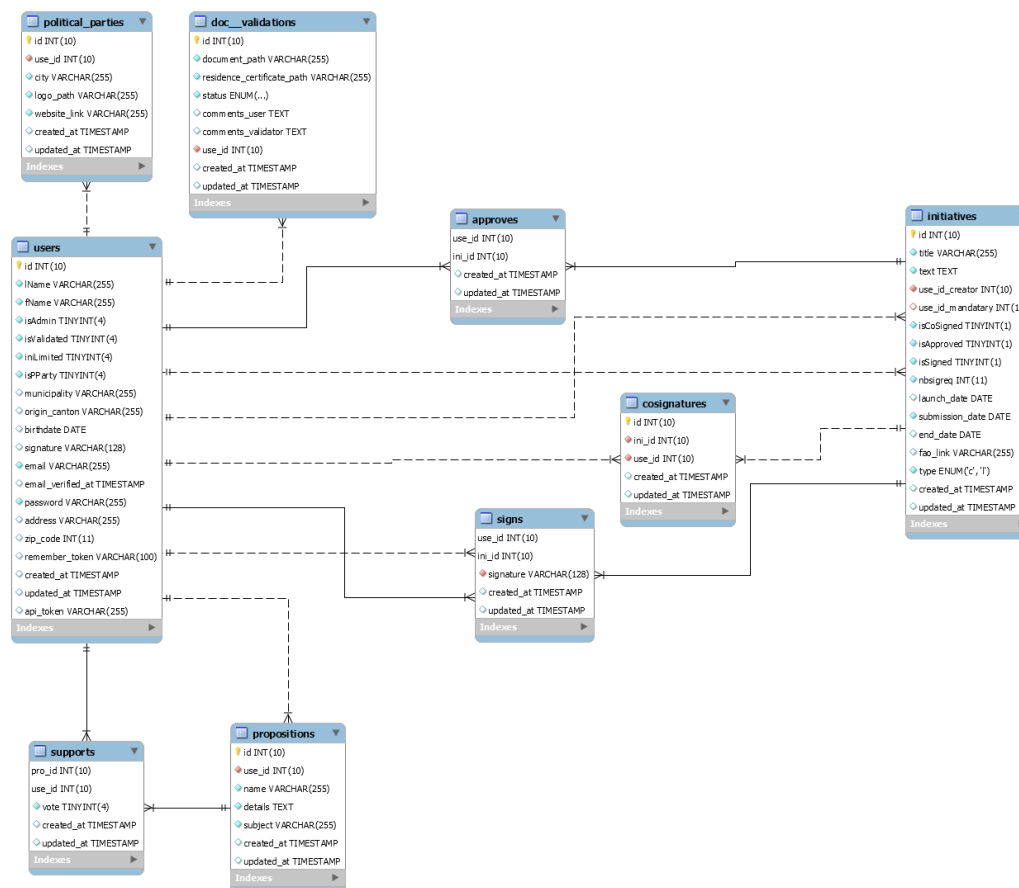 political_parties
id INT(10)
use_id INT(10)
city VARCHAR(255)
logo_path VARCHAR(255)
website_link VARCHAR(255)
created_at TIMESTAMP
updated_at TIMESTAMP
Indexes
doc__validations
id INT(10)
document_path VARCHAR(255)
residence_certificate_path VARCHAR(255)
status ENUM(...)
comments_user TEXT
comments_validator TEXT
use_id INT(10)
created_at TIMESTAMP
updated_at TIMESTAMP
Indexes
users
id INT(10)
lName VARCHAR(255)
fName VARCHAR(255)
isAdmin TINYINT(4)
isValidated TINYINT(4)
iniLimited TINYINT(4)
isPParty TINYINT(4)
municipality VARCHAR(255)
origin_canton VARCHAR(255)
birthdate DATE
signature VARCHAR(128)
email VARCHAR(255)
email_verified_at TIMESTAMP
password VARCHAR(255)
address VARCHAR(255)
zip_code INT(11)
remember_token VARCHAR(100)
created_at TIMESTAMP
updated_at TIMESTAMP
api_token VARCHAR(255)
Indexes
approves
use_id INT(10)
ini_id INT(10)
created_at TIMESTAMP
updated_at TIMESTAMP
Indexes
initiatives
id INT(10)
title VARCHAR(255)
text TEXT
use_id_creator INT(10)
use_id_mandatary INT(1
isCoSigned TINYINT(1)
isApproved TINYINT(1)
isSigned TINYINT(1)
nbsigreq INT(11)
launch_date DATE
submission_date DATE
end_date DATE
fao_link VARCHAR(255)
type ENUM('c', 'l')
created_at TIMESTAMP
updated_at TIMESTAMP
Indexes
cosignatures
id INT(10)
ini_id INT(10)
use_id INT(10)
created_at TIMESTAMP
updated_at TIMESTAMP
Indexes
signs
use_id INT(10)
ini_id INT(10)
signature VARCHAR(128)
created_at TIMESTAMP
updated_at TIMESTAMP
Indexes
supports
pro_id INT(10)
use_id INT(10)
vote TINYINT(4)
created_at TIMESTAMP
updated_at TIMESTAMP
Indexes
propositions
id INT(10)
use_id INT(10)
name VARCHAR(255)
details TEXT
subject VARCHAR(255)
created_at TIMESTAMP
updated_at TIMESTAMP
Indexes